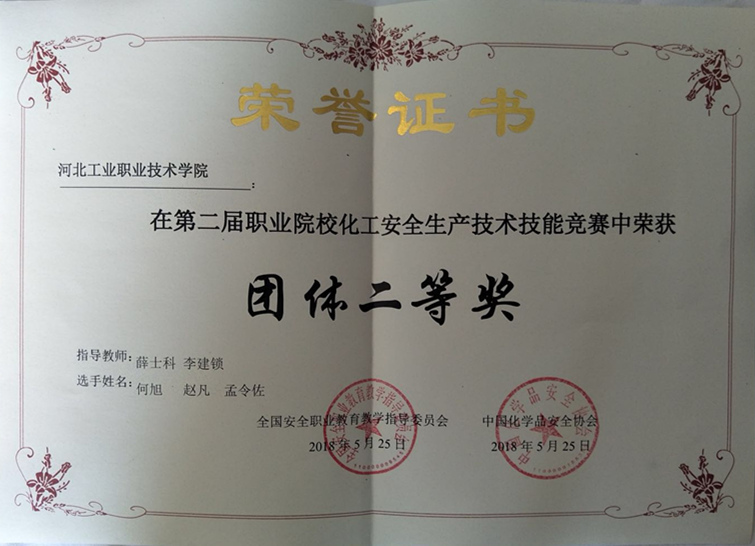 荣誉证书
河北工业职业技术学院：
在第二届职业院校化工安全生产技术技能竞赛中荣获
团体二等奖
指导教师：薛士科 李建锁
选手姓名：何旭 赵凡 孟令佐
全国安全职业教育教学指导委员会 中国化学品安全协会
2018年5月25日 2018年5月25日